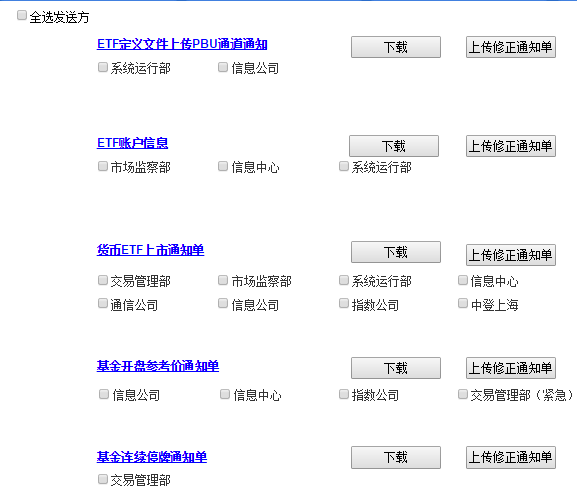 全选发送方
ETF定义文件上传PBU通道通知 下载 上传修正通知单
系统运行部 信息公司
ETF账户信息 下载 上传修正通知单
市场监察部 信息中心 系统运行部
货币ETF上市通知单 下载 上传修正通知单
交易管理部 市场监察部 系统运行部 信息中心
通信公司 信息公司 指数公司 中登上海
基金开盘参考价通知单 下载 上传修正通知单
信息公司 信息中心 指数公司 交易管理部（紧急）
基金连续停牌通知单 下载 上传修正通知单
交易管理部